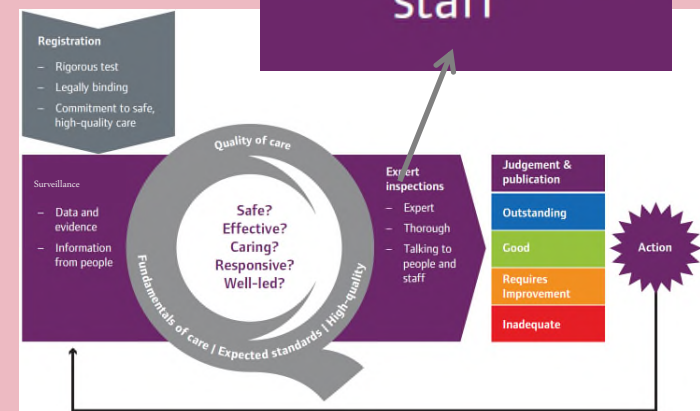 staff
Registration
– Rigorous test
– Legally binding
– Commitment to safe,
high-quality care
Surveillance
– Data and
evidence
– Information
from people
Quality of care
Safe?
Effective?
Caring?
Responsive?
Well-led?
Fundamentals of care | Expected standards | High-quality
Expert
inspections
– Expert
– Thorough
– Talking to
people and
staff
Judgement &
publication
Outstanding
Good
Requires
Improvement
Inadequate
Action